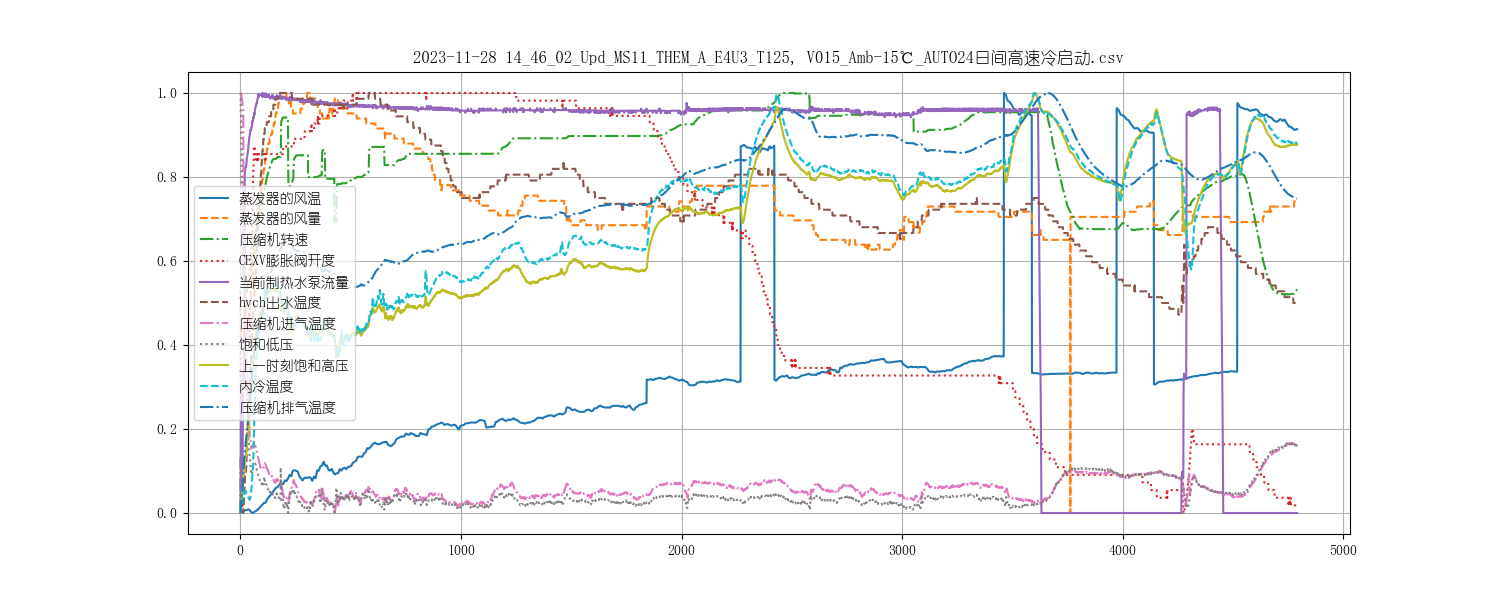 2023-11-28 14_46_02_Upd_MS11_THEM_A_E4U3_T125, V015_Amb-15℃_AUTO24日间高速冷启动.csv
1.0
0.8
0.6
0.4
0.2
0.0
蒸发器的风温
蒸发器的风量
压缩机转速
CEXV膨胀阀开度
当前制热水泵流量
hvch出水温度
压缩机进气温度
饱和低压
上一时刻饱和高压
内冷温度
压缩机排气温度
0 1000 2000 3000 4000 5000